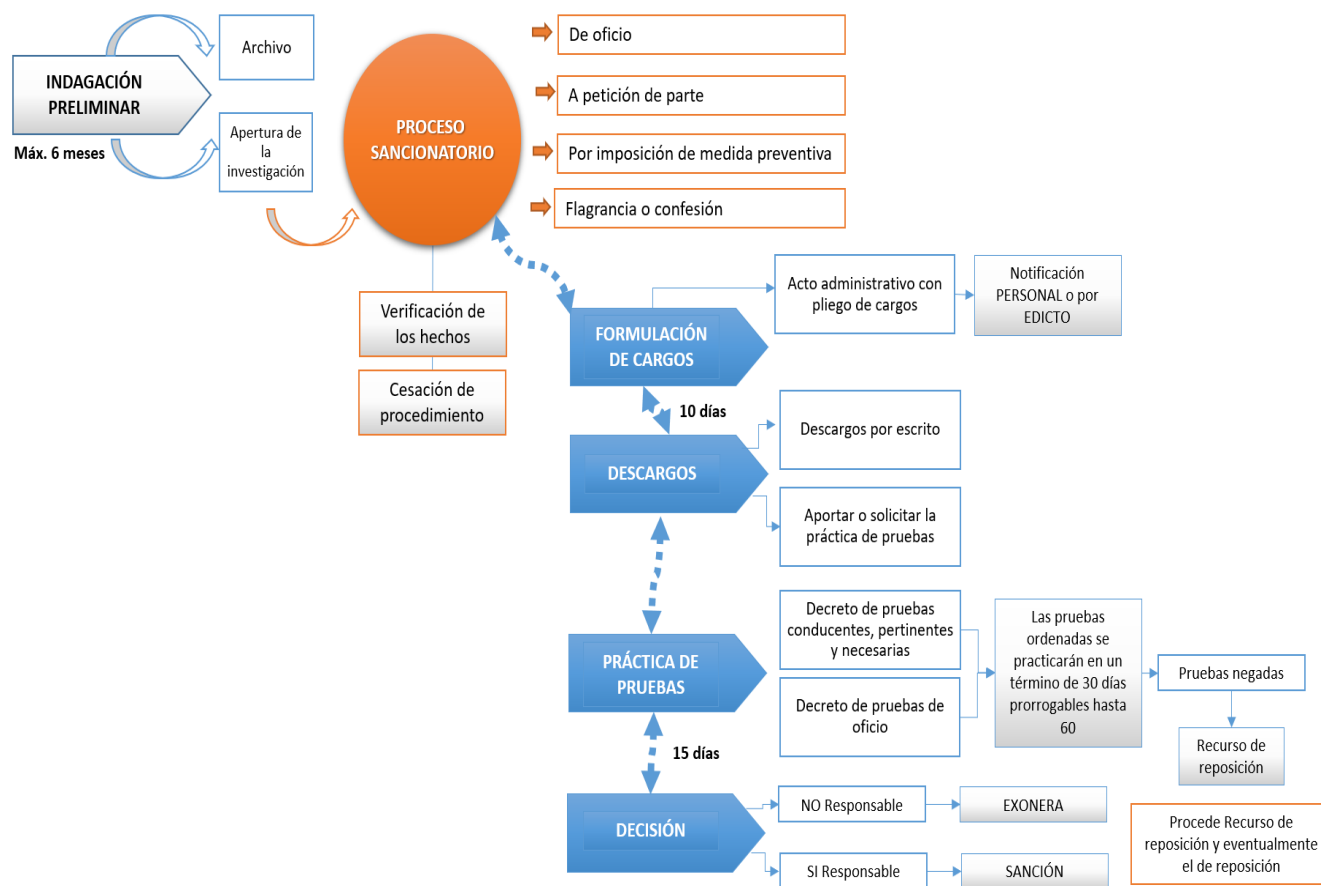 INDAGACIÓN
PRELIMINAR
Máx. 6 meses
Archivo
Apertura de
la
investigación
PROCESO
SANCIONATORIO
De oficio
A petición de parte
Por imposición de medida preventiva
Flagrancia o confesión
Verificación de
los hechos
Cesación de
procedimiento
FORMULACIÓN
DE CARGOS
Acto administrativo con
pliego de cargos
Notificación
PERSONAL o por
EDICTO
10 días
DESCARGOS
Descargos por escrito
Aportar o solicitar la
práctica de pruebas
PRÁCTICA DE
PRUEBAS
Decreto de pruebas
conducentes, pertinentes
y necesarias
Decreto de pruebas de
oficio
Las pruebas
ordenadas se
practicarán en un
término de 30 días
prorrogables hasta
60
Pruebas negadas
Recurso de
reposición
15 días
DECISIÓN
NO Responsable
EXONERA
SI Responsable
SANCIÓN
Procede Recurso de
reposición y eventualmente
el de reposición